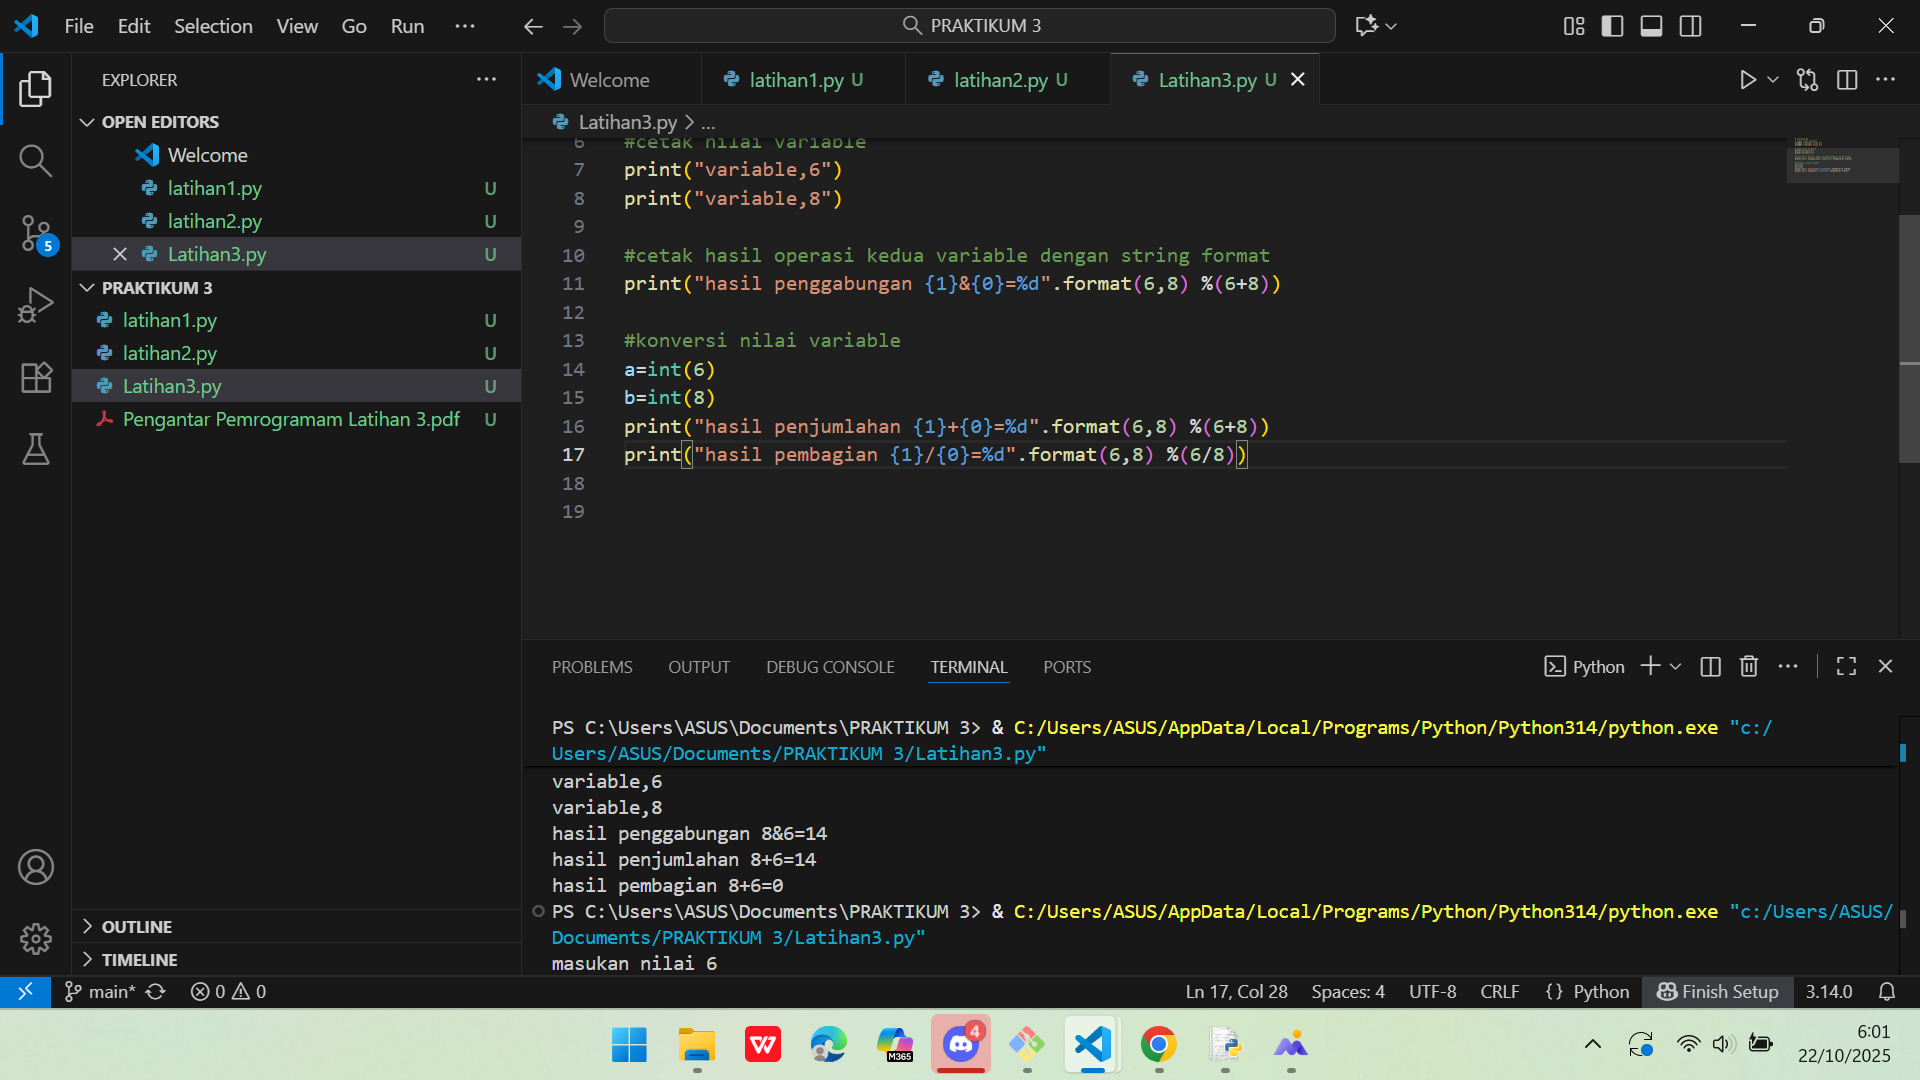 File Edit Selection View Go Run ...
PRAKTIKUM 3
EXPLORER
OPEN EDITORS
Welcome
latihan1.py U
latihan2.py U
Latihan3.py U
PRAKTIKUM 3
latihan1.py U
latihan2.py U
Latihan3.py U
Pengantar Pemrogramam Latihan 3.pdf U
OUTLINE
TIMELINE
Welcome latihan1.py U latihan2.py U Latihan3.py U
Latihan3.py > ...
6 #cetak nilai variable
7 print("variable,6")
8 print("variable,8")
9
10 #cetak hasil operasi kedua variable dengan string format
11 print("hasil penggabungan {1}&{0}=%d".format(6,8) %(6+8))
12
13 #konversi nilai variable
14 a=int(6)
15 b=int(8)
16 print("hasil penjumlahan {1}+{0}=%d".format(6,8) %(6+8))
17 print("hasil pembagian {1}/{0}=%d".format(6,8) %(6/8))
18
19
PROBLEMS OUTPUT DEBUG CONSOLE TERMINAL PORTS
Python
PS C:\Users\ASUS\Documents\PRAKTIKUM 3> & C:/Users/ASUS/AppData/Local/Programs/Python/Python314/python.exe "c:/
Users/ASUS/Documents/PRAKTIKUM 3/Latihan3.py"
variable,6
variable,8
hasil penggabungan 8&6=14
hasil penjumlahan 8+6=14
hasil pembagian 8+6=0
PS C:\Users\ASUS\Documents\PRAKTIKUM 3> & C:/Users/ASUS/AppData/Local/Programs/Python/Python314/python.exe "c:/Users/ASUS/
Documents/PRAKTIKUM 3/Latihan3.py"
masukan nilai 6
5
main* 0 0
Ln 17, Col 28 Spaces: 4 UTF-8 CRLF {} Python Finish Setup 3.14.0
W
M365
4
6:01
22/10/2025